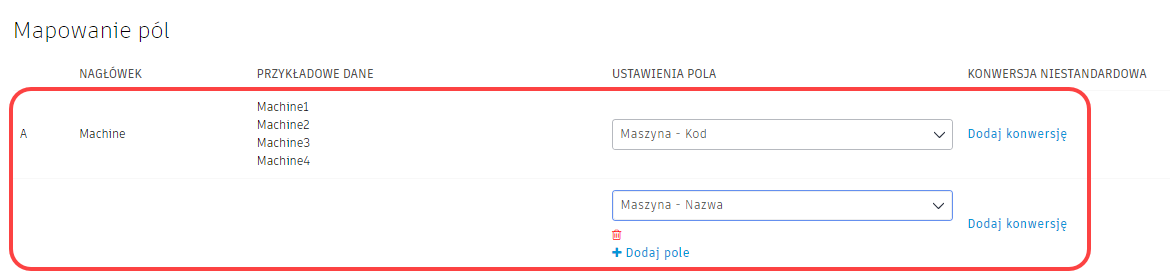 Mapowanie pól
NAGŁÓWEK PRZYKŁADOWE DANE USTAWIENIA POLA KONWERSJA NIESTANDARDOWA
A Machine
Machine1
Machine2
Machine3
Machine4
Maszyna - Kod
Dodaj konwersję
Maszyna - Nazwa
Dodaj konwersję
+ Dodaj pole